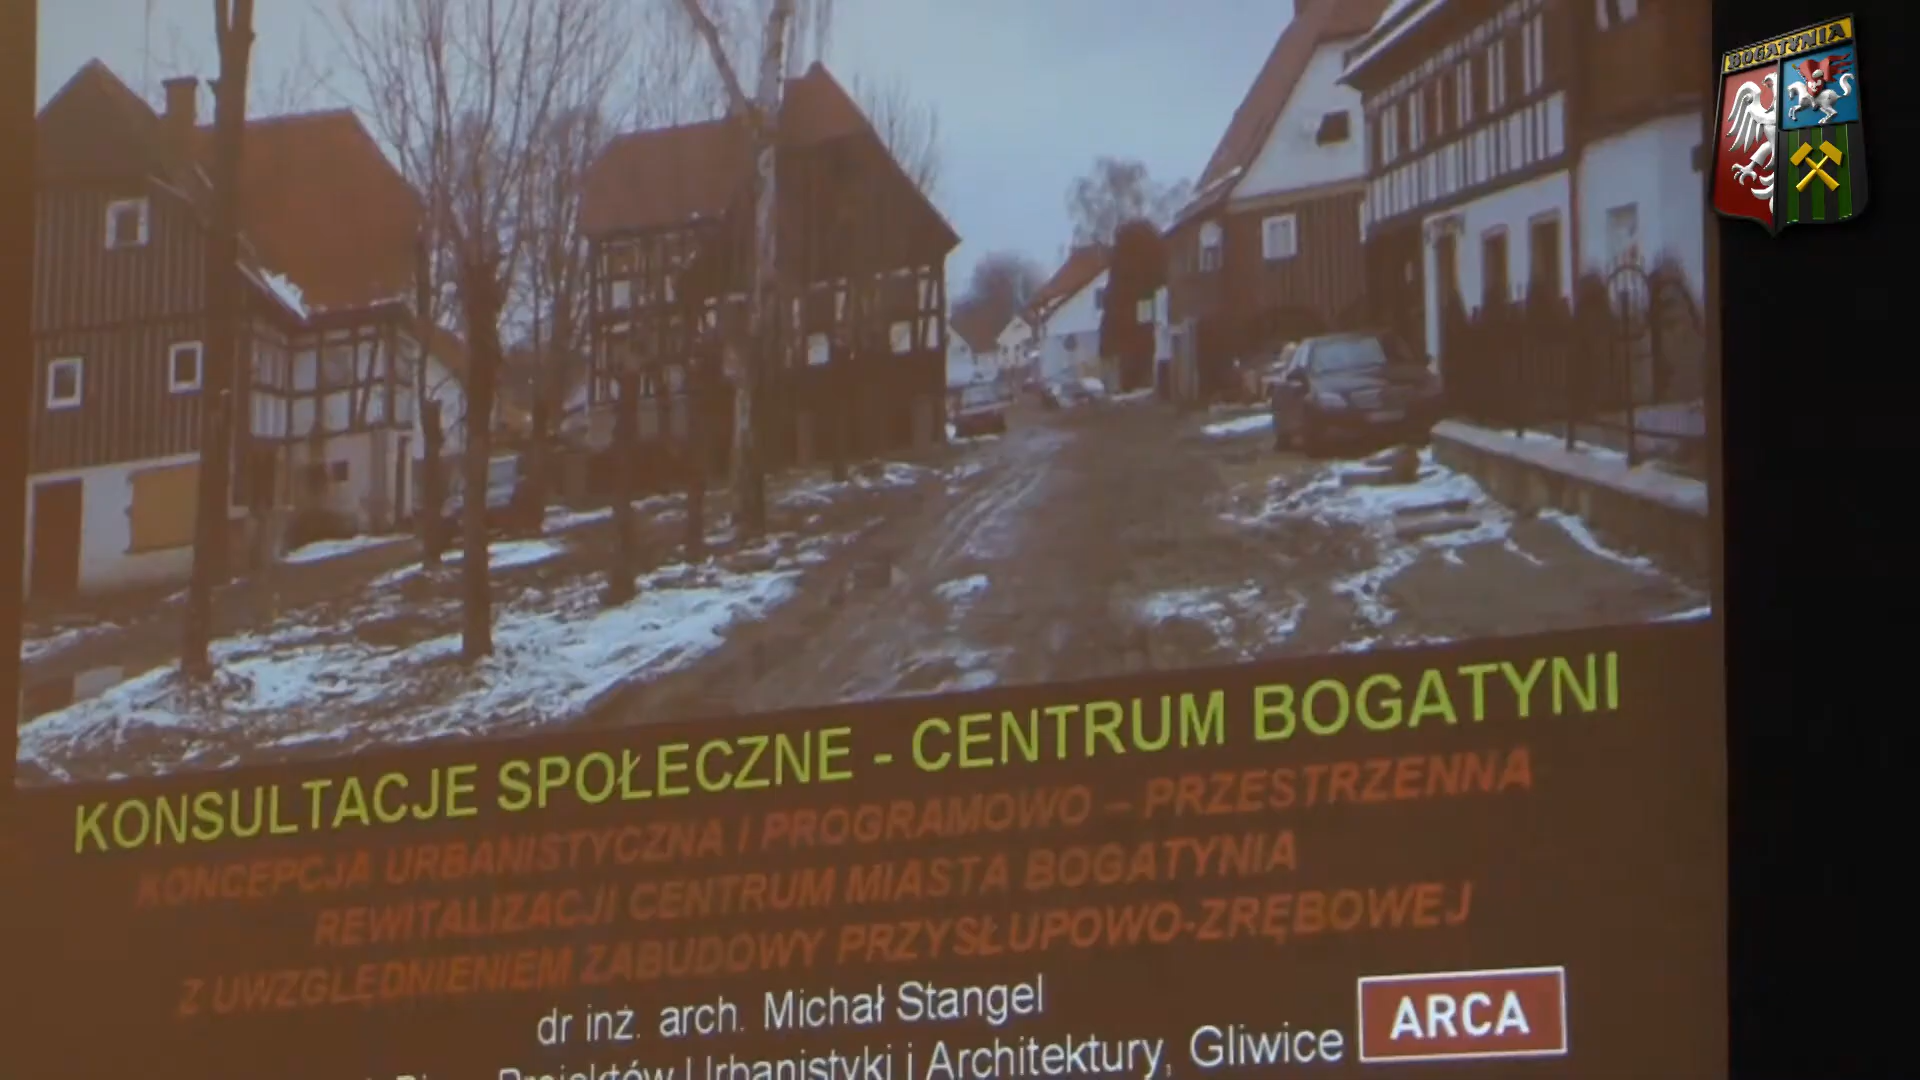 BOGATYNIA
KONSULTACJE SPOŁECZNE - CENTRUM BOGATYNI
KONCEPCJA URBANISTYCZNA I PROGRAMOWO – PRZESTRZENNA
REWITALIZACJI CENTRUM MIASTA BOGATYNIA
Z UWZGLĘDNIENIEM ZABUDOWY PRZYSŁUPOWO-ZRĘBOWEJ
dr inż. arch. Michał Stangel
Projektów Urbanistyki i Architektury, Gliwice
ARCA